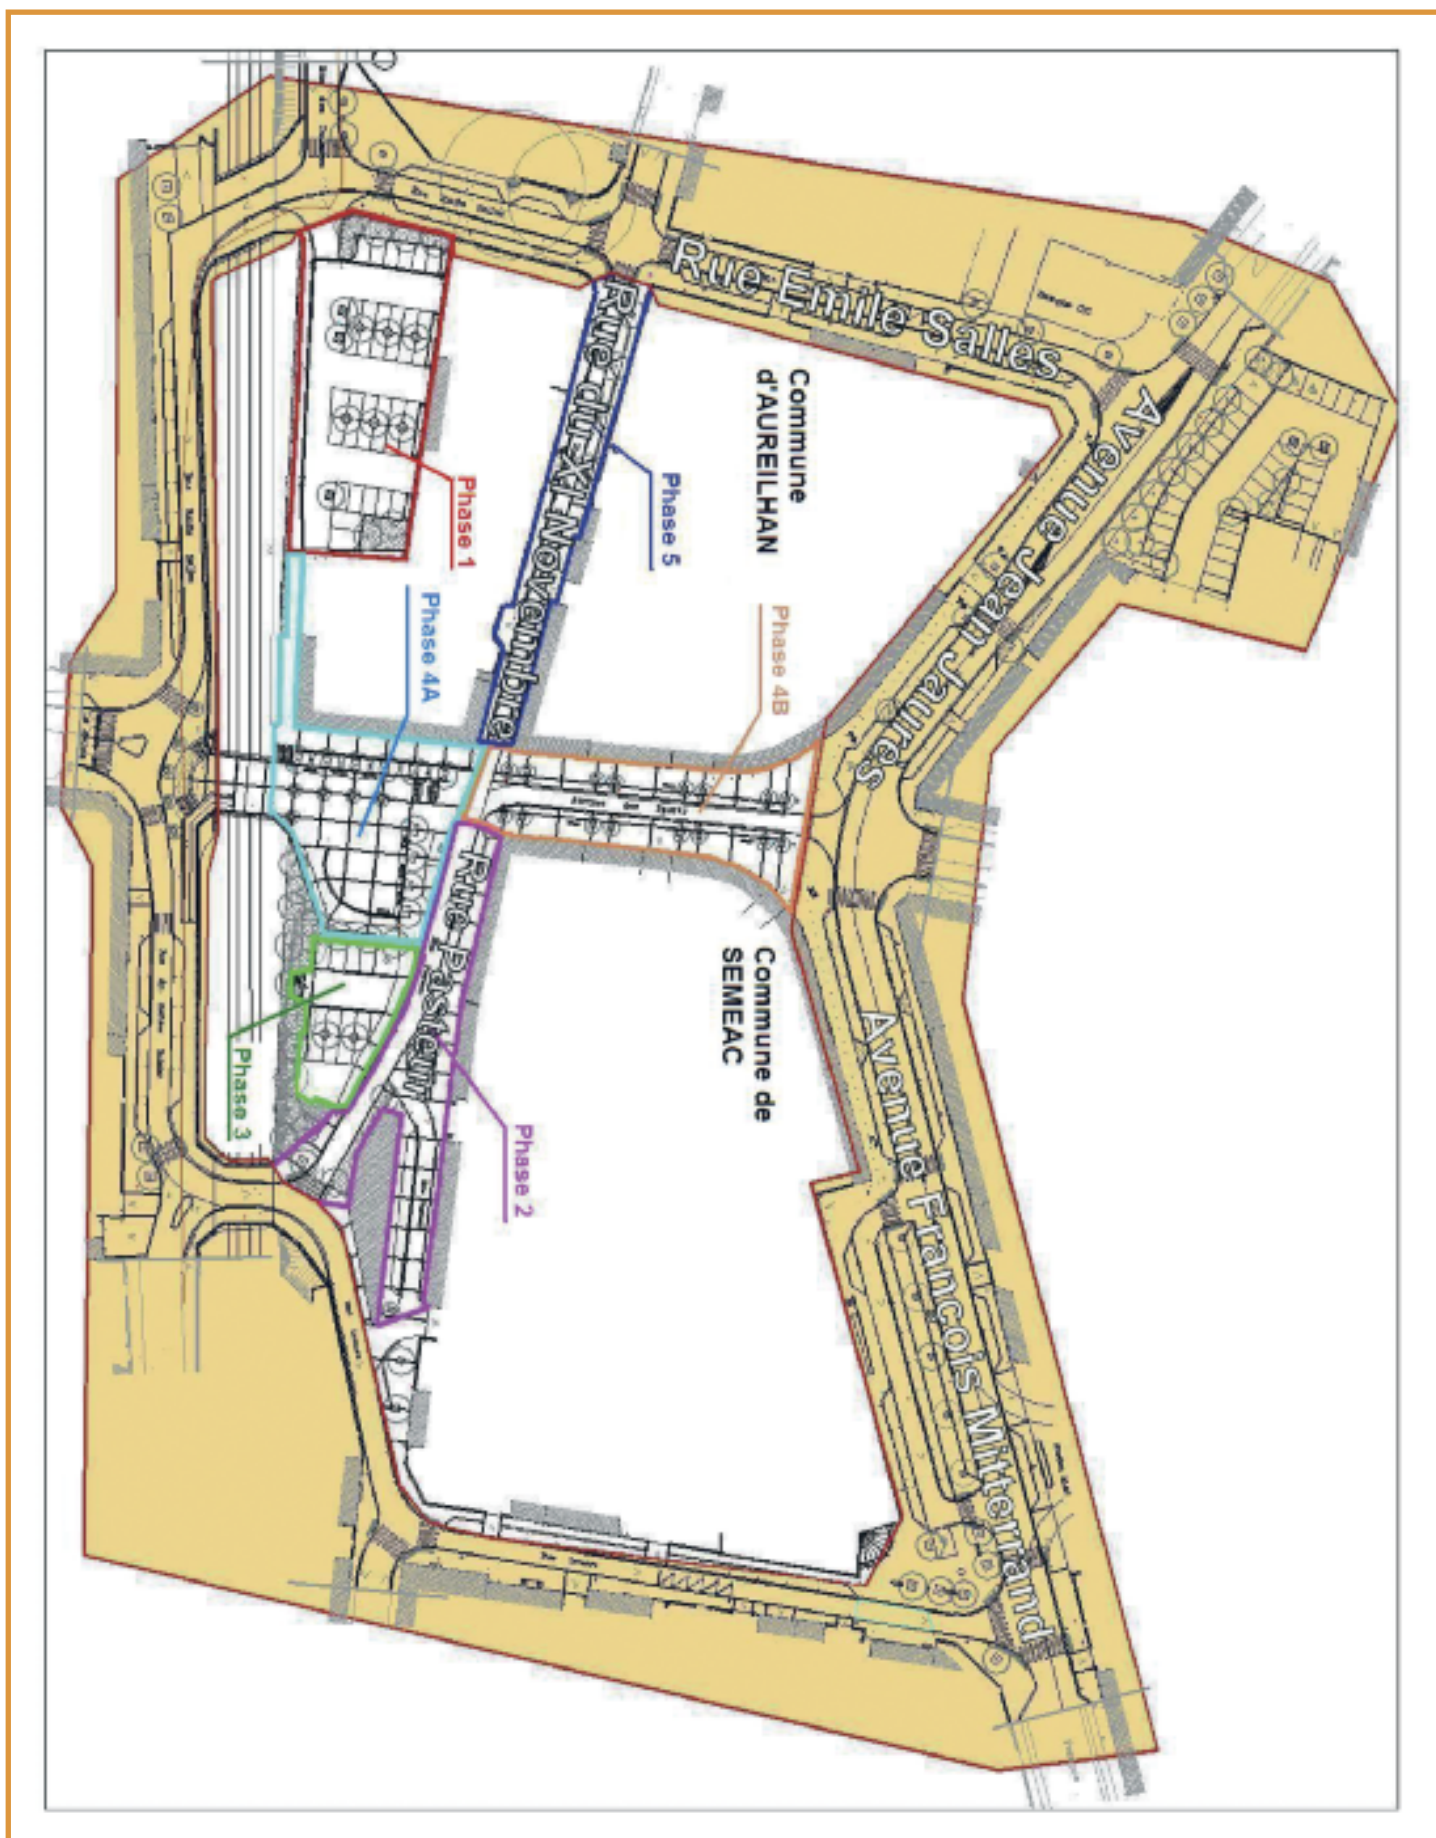 Rue Emile Salles
Avenue Jean Jaurès
Commune
d'AUREILHAN
Phase 5
Rue du XI Novembre
Phase 1
Phase 4B
Phase 4A
Commune de
SEMEAC
Avenue Francois Mitterrand
Rue Pasteur
Phase 3
Phase 2